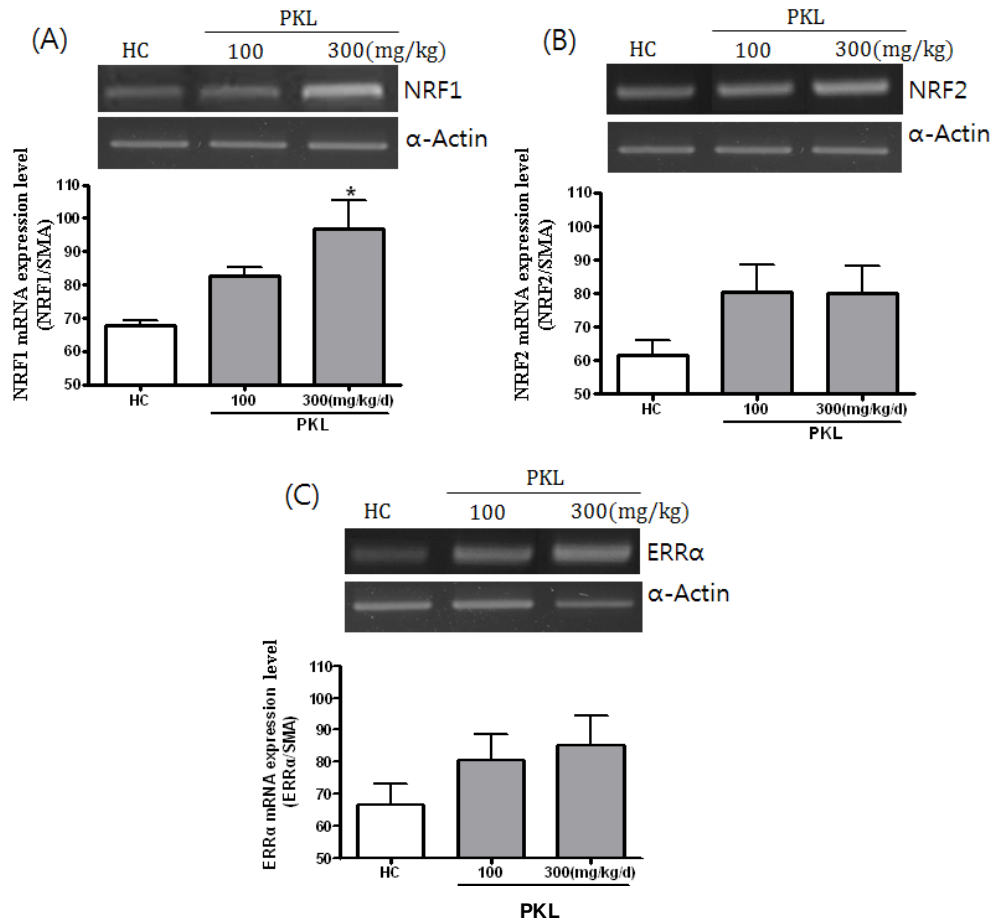 (A)
PKL
HC 100 300(mg/kg)
NRF1
α-Actin
NRF1 mRNA expression level
(NRF1/SMA)
110
100
90
80
70
60
50
*
HC 100 300(mg/kg/d)
PKL
(B)
PKL
HC 100 300(mg/kg)
NRF2
α-Actin
NRF2 mRNA expression level
(NRF2/SMA)
110
100
90
80
70
60
50
HC 100 300(mg/kg/d)
PKL
(C)
PKL
HC 100 300(mg/kg)
ERRα
α-Actin
ERRα mRNA expression level
(ERRα/SMA)
110
100
90
80
70
60
50
HC 100 300(mg/kg/d)
PKL